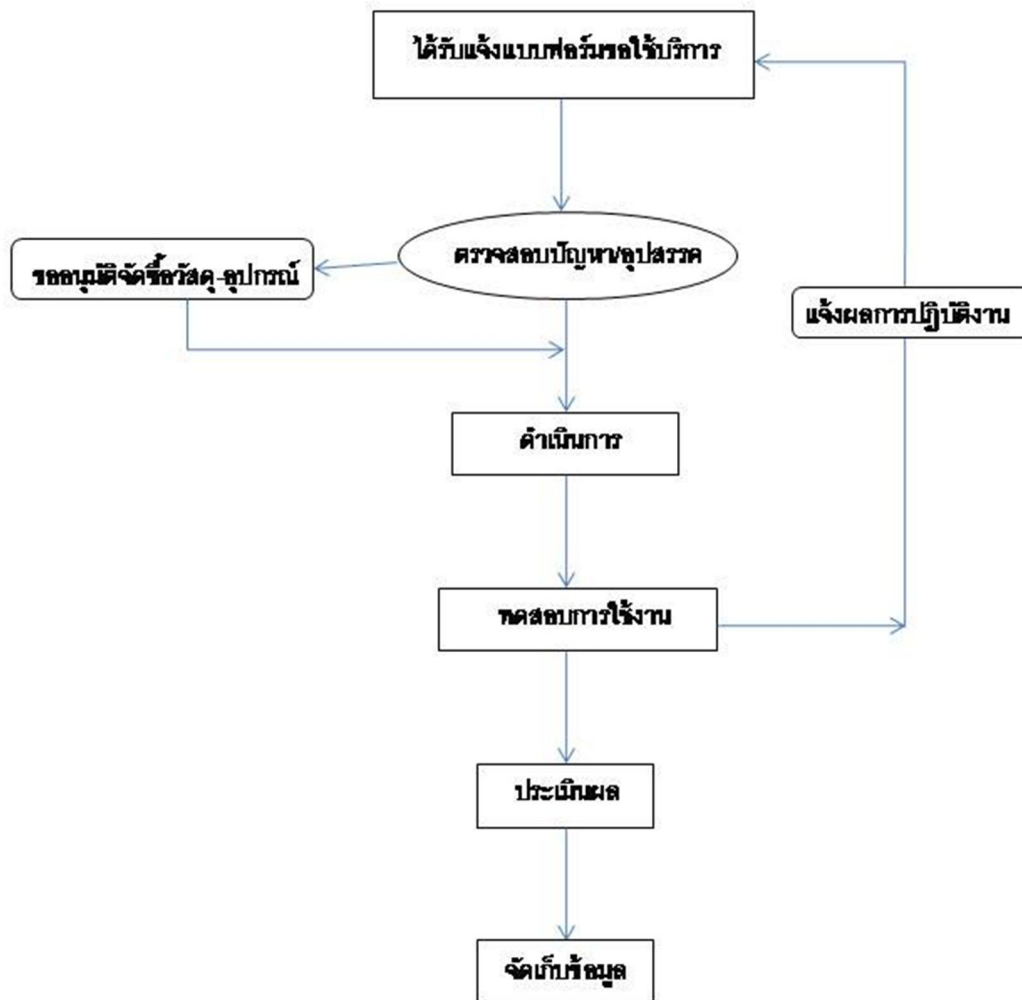 ได้รับแจ้งแบบฟอร์มขอใช้บริการ
ตรวจสอบปัญหา/อุปสรรค
ขออนุมัติจัดซื้อวัสดุ-อุปกรณ์
แจ้งผลการปฏิบัติงาน
ดำเนินการ
ทดสอบการใช้งาน
ประเมินผล
จัดเก็บข้อมูล